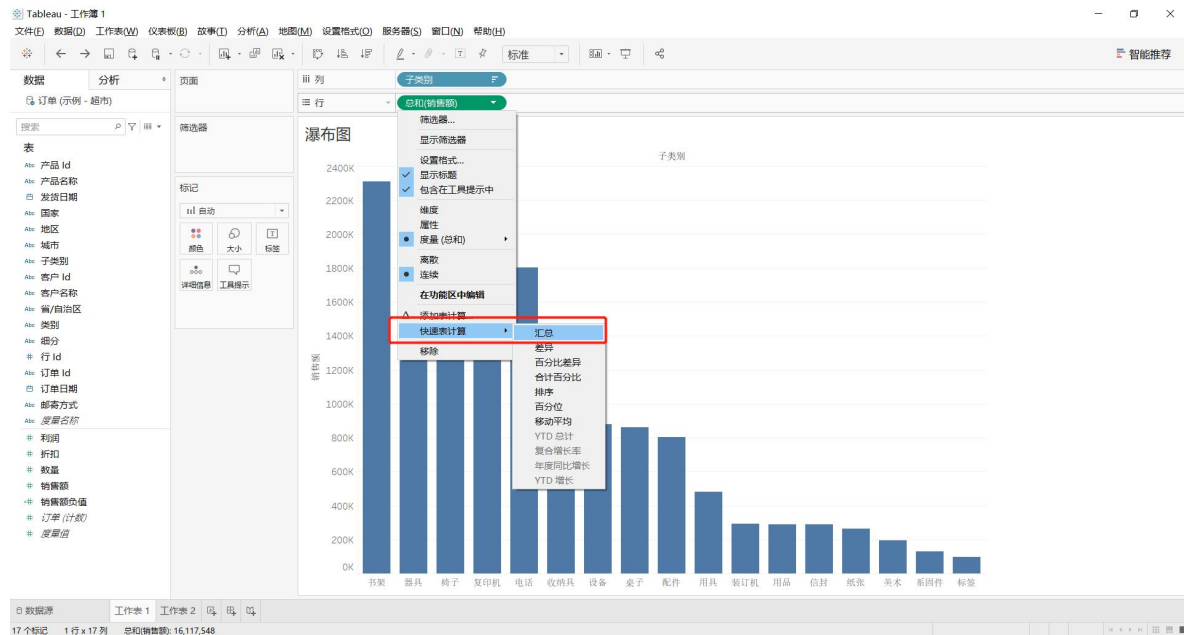 Tableau - 工作簿 1
文件(F) 数据(D) 工作表(W) 仪表板(B) 故事(T) 分析(A) 地图(M) 设置格式(O) 服务器(S) 窗口(N) 帮助(H)
标准
智能推荐
数据 分析
订单 (示例 - 超市)
搜索
表
Abc 产品 Id
Abc 产品名称
发货日期
Abc 国家
Abc 地区
Abc 城市
Abc 子类别
Abc 客户 Id
Abc 客户名称
Abc 省/自治区
Abc 类别
Abc 细分
# 行 Id
Abc 订单 Id
订单日期
Abc 邮寄方式
Abc 度量名称
# 利润
# 折扣
# 数量
# 销售额
# 销售额负值
# 订单 (计数)
# 度量值
页面
筛选器
标记
自动
颜色 大小 标签
详细信息 工具提示
列 子类别
行 总和(销售额)
瀑布图
子类别
筛选器...
显示筛选器
设置格式...
显示标题
包含在工具提示中
维度
属性
度量 (总和)
离散
连续
在功能区中编辑
添加表计算
快速表计算
移除
汇总
差异
百分比差异
合计百分比
排序
百分位
移动平均
YTD 总计
复合增长率
年度同比增长
YTD 增长
销售额
2400K
2200K
2000K
1800K
1600K
1400K
1200K
1000K
800K
600K
400K
200K
0K
书架 器具 椅子 复印机 电话 收纳具 设备 桌子 配件 用具 装订机 用品 信封 纸张 美术 系固件 标签
数据源 工作表 1 工作表 2
17 个标记 1 行 x 17 列 总和(销售额): 16,117,548